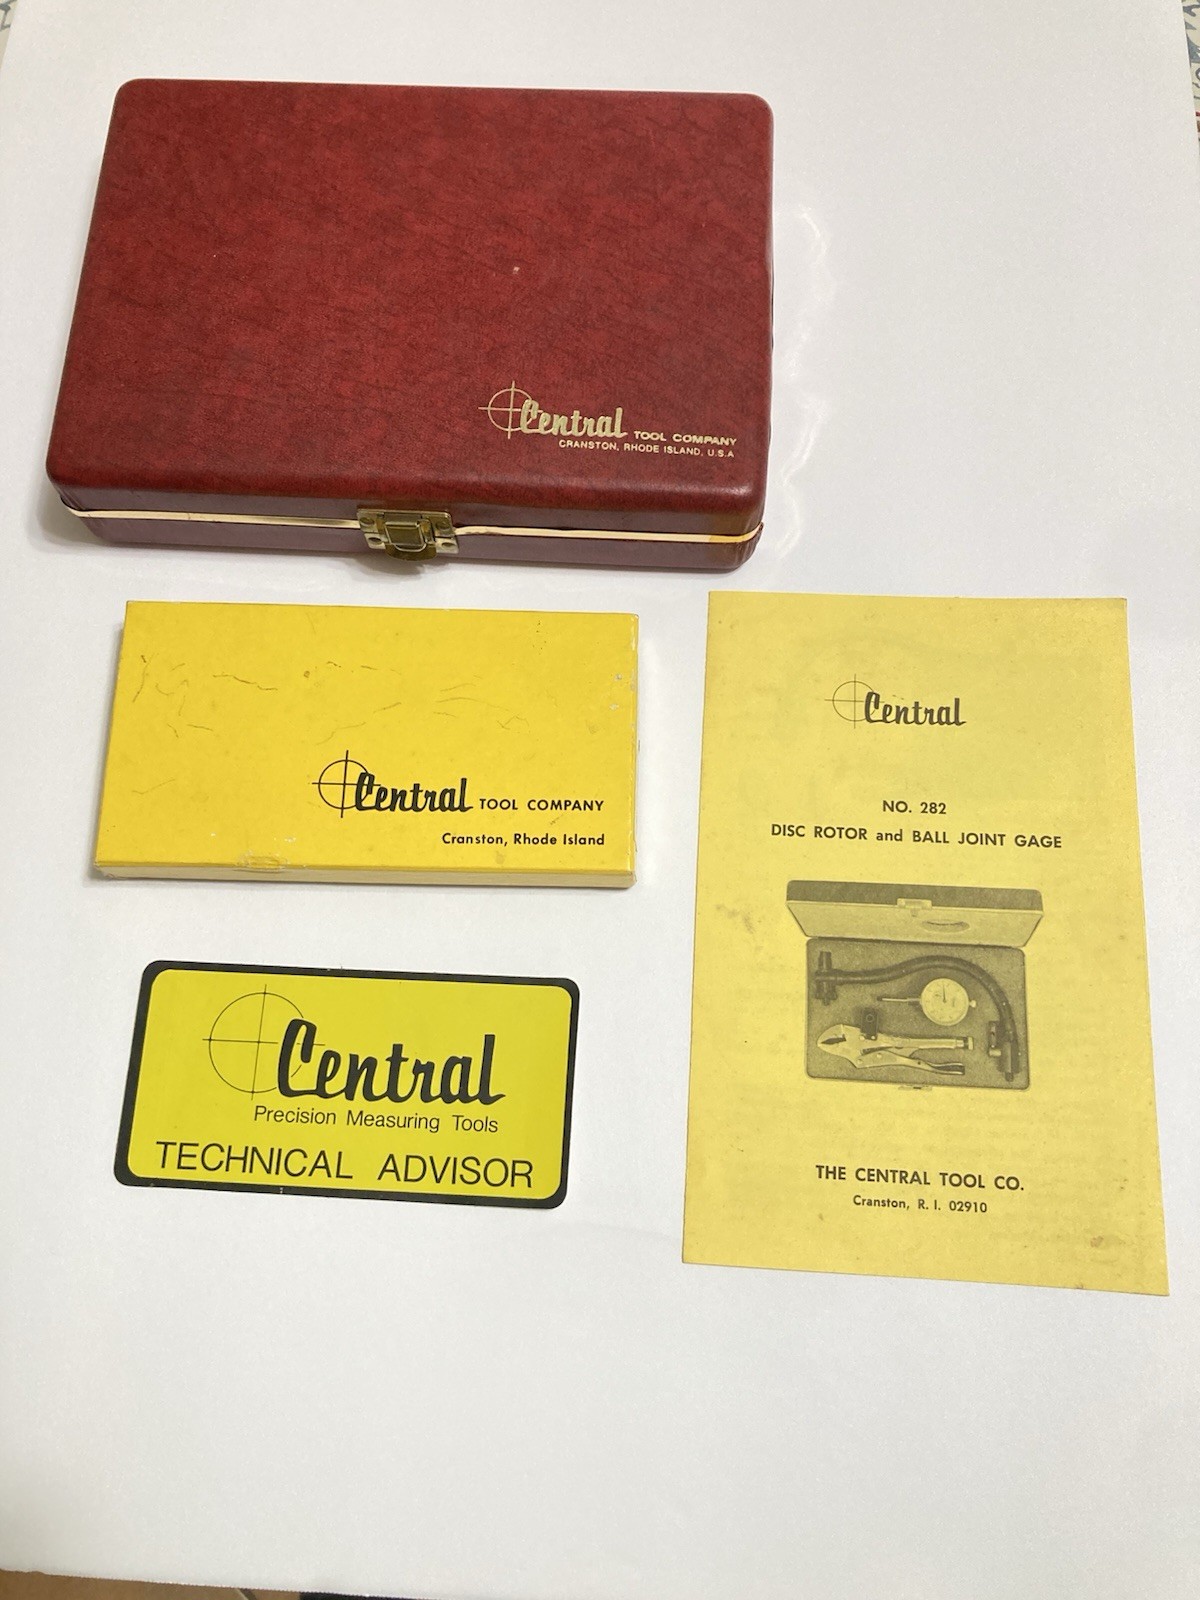 Central TOOL COMPANY
CRANSTON, RHODE ISLAND, U.S.A
Central TOOL COMPANY
Cranston, Rhode Island
Central
Precision Measuring Tools
TECHNICAL ADVISOR
Central
NO. 282
DISC ROTOR and BALL JOINT GAGE
THE CENTRAL TOOL CO.
Cranston, R. I. 02910